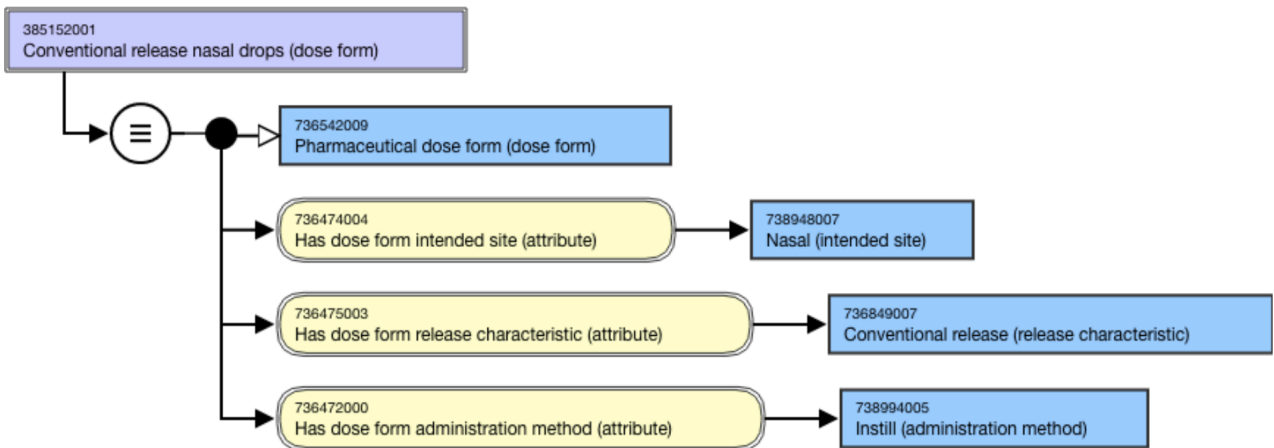 385152001
Conventional release nasal drops (dose form)
736542009
Pharmaceutical dose form (dose form)
736474004
Has dose form intended site (attribute)
738948007
Nasal (intended site)
736475003
Has dose form release characteristic (attribute)
736849007
Conventional release (release characteristic)
736472000
Has dose form administration method (attribute)
738994005
Instill (administration method)